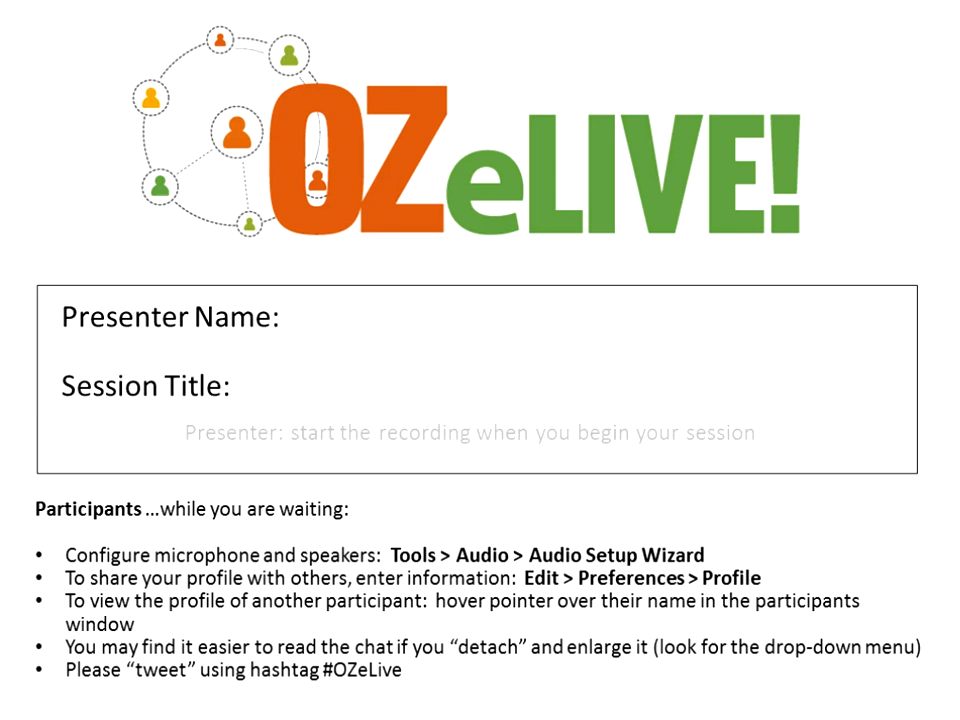 OZeLIVE!
Presenter Name:
Session Title:
Presenter: start the recording when you begin your session
Participants ...while you are waiting:
• Configure microphone and speakers: Tools > Audio > Audio Setup Wizard
• To share your profile with others, enter information: Edit > Preferences > Profile
• To view the profile of another participant: hover pointer over their name in the participants
window
• You may find it easier to read the chat if you “detach” and enlarge it (look for the drop-down menu)
• Please “tweet” using hashtag #OZeLive